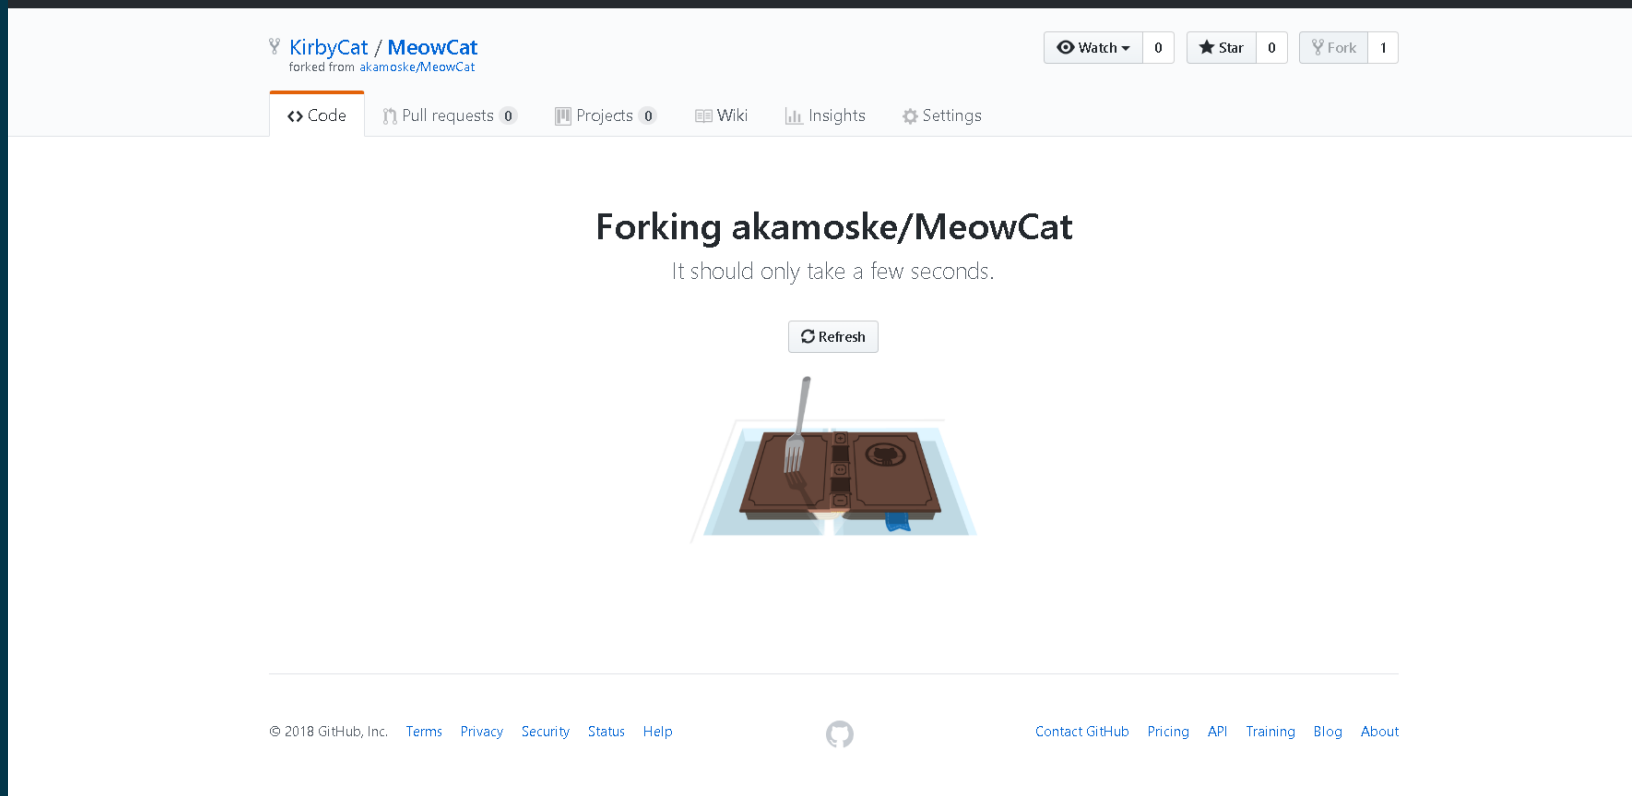 KirbyCat / MeowCat
forked from akamoske/MeowCat
Watch 0 Star 0 Fork 1
Code Pull requests 0 Projects 0 Wiki Insights Settings
Forking akamoske/MeowCat
It should only take a few seconds.
Refresh
© 2018 GitHub, Inc. Terms Privacy Security Status Help Contact GitHub Pricing API Training Blog About